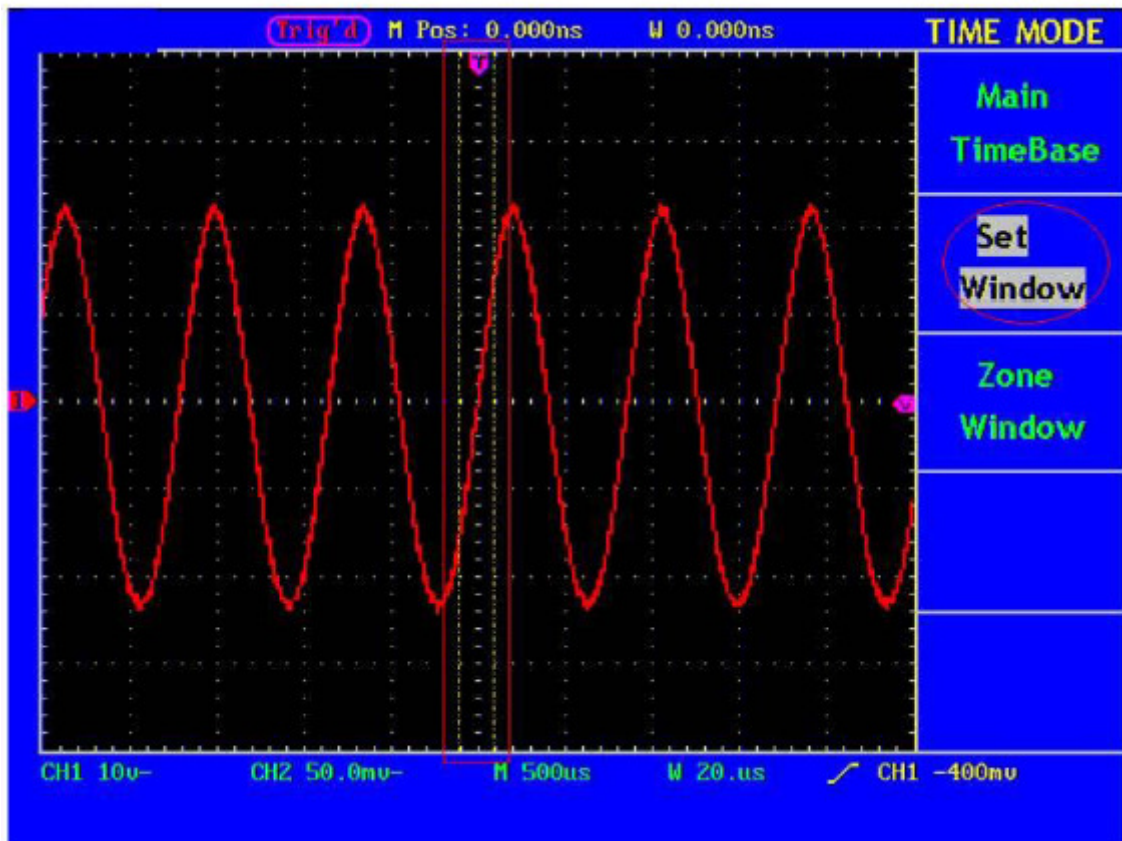 Trig'd M Pos: 0.000ns W 0.000ns TIME MODE
T
Main
TimeBase
Set
Window
1
Zone
Window
CH1 10v- CH2 50.0mv- M 500us W 20.us CH1 -400mv